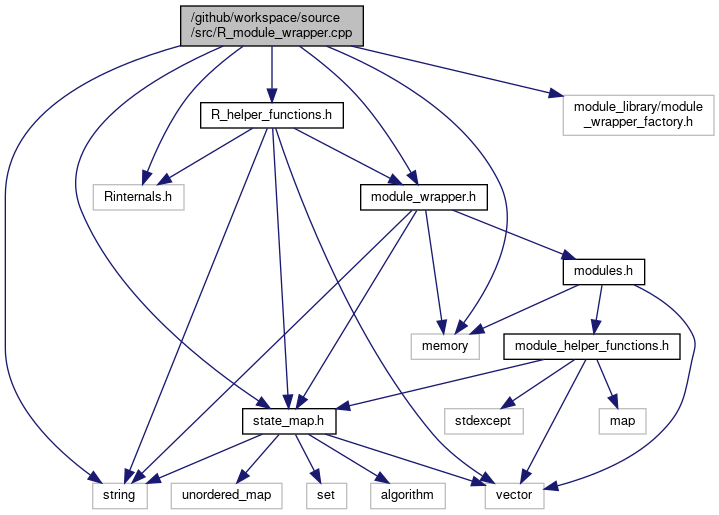 /github/workspace/source
/src/R_module_wrapper.cpp
R_helper_functions.h
module_library/module
_wrapper_factory.h
Rinternals.h
module_wrapper.h
modules.h
memory
module_helper_functions.h
state_map.h
stdexcept
map
string
unordered_map
set
algorithm
vector